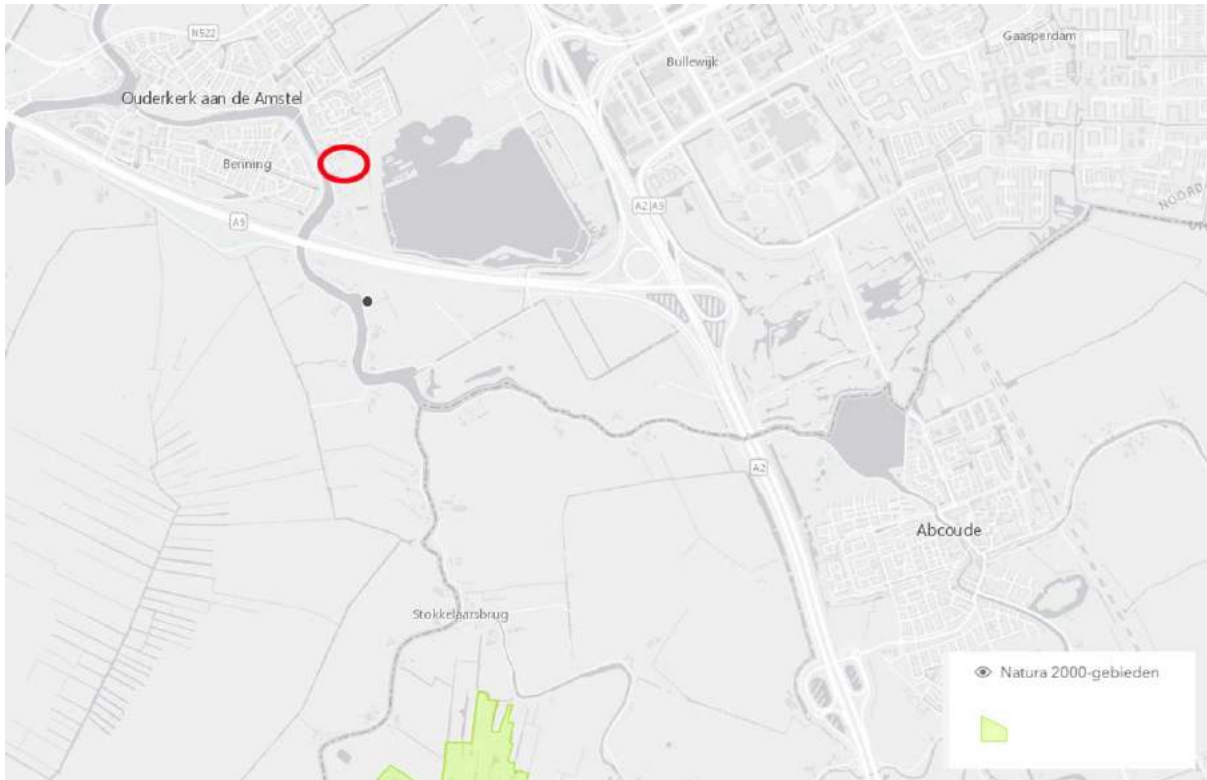 N522
Gaasperdam
Bullewijk
Ouderkerk aan de Amstel
Benning
A2 A9
NOORD
A9
A2
Abcoude
Stokkelaarsbrug
Natura 2000-gebieden